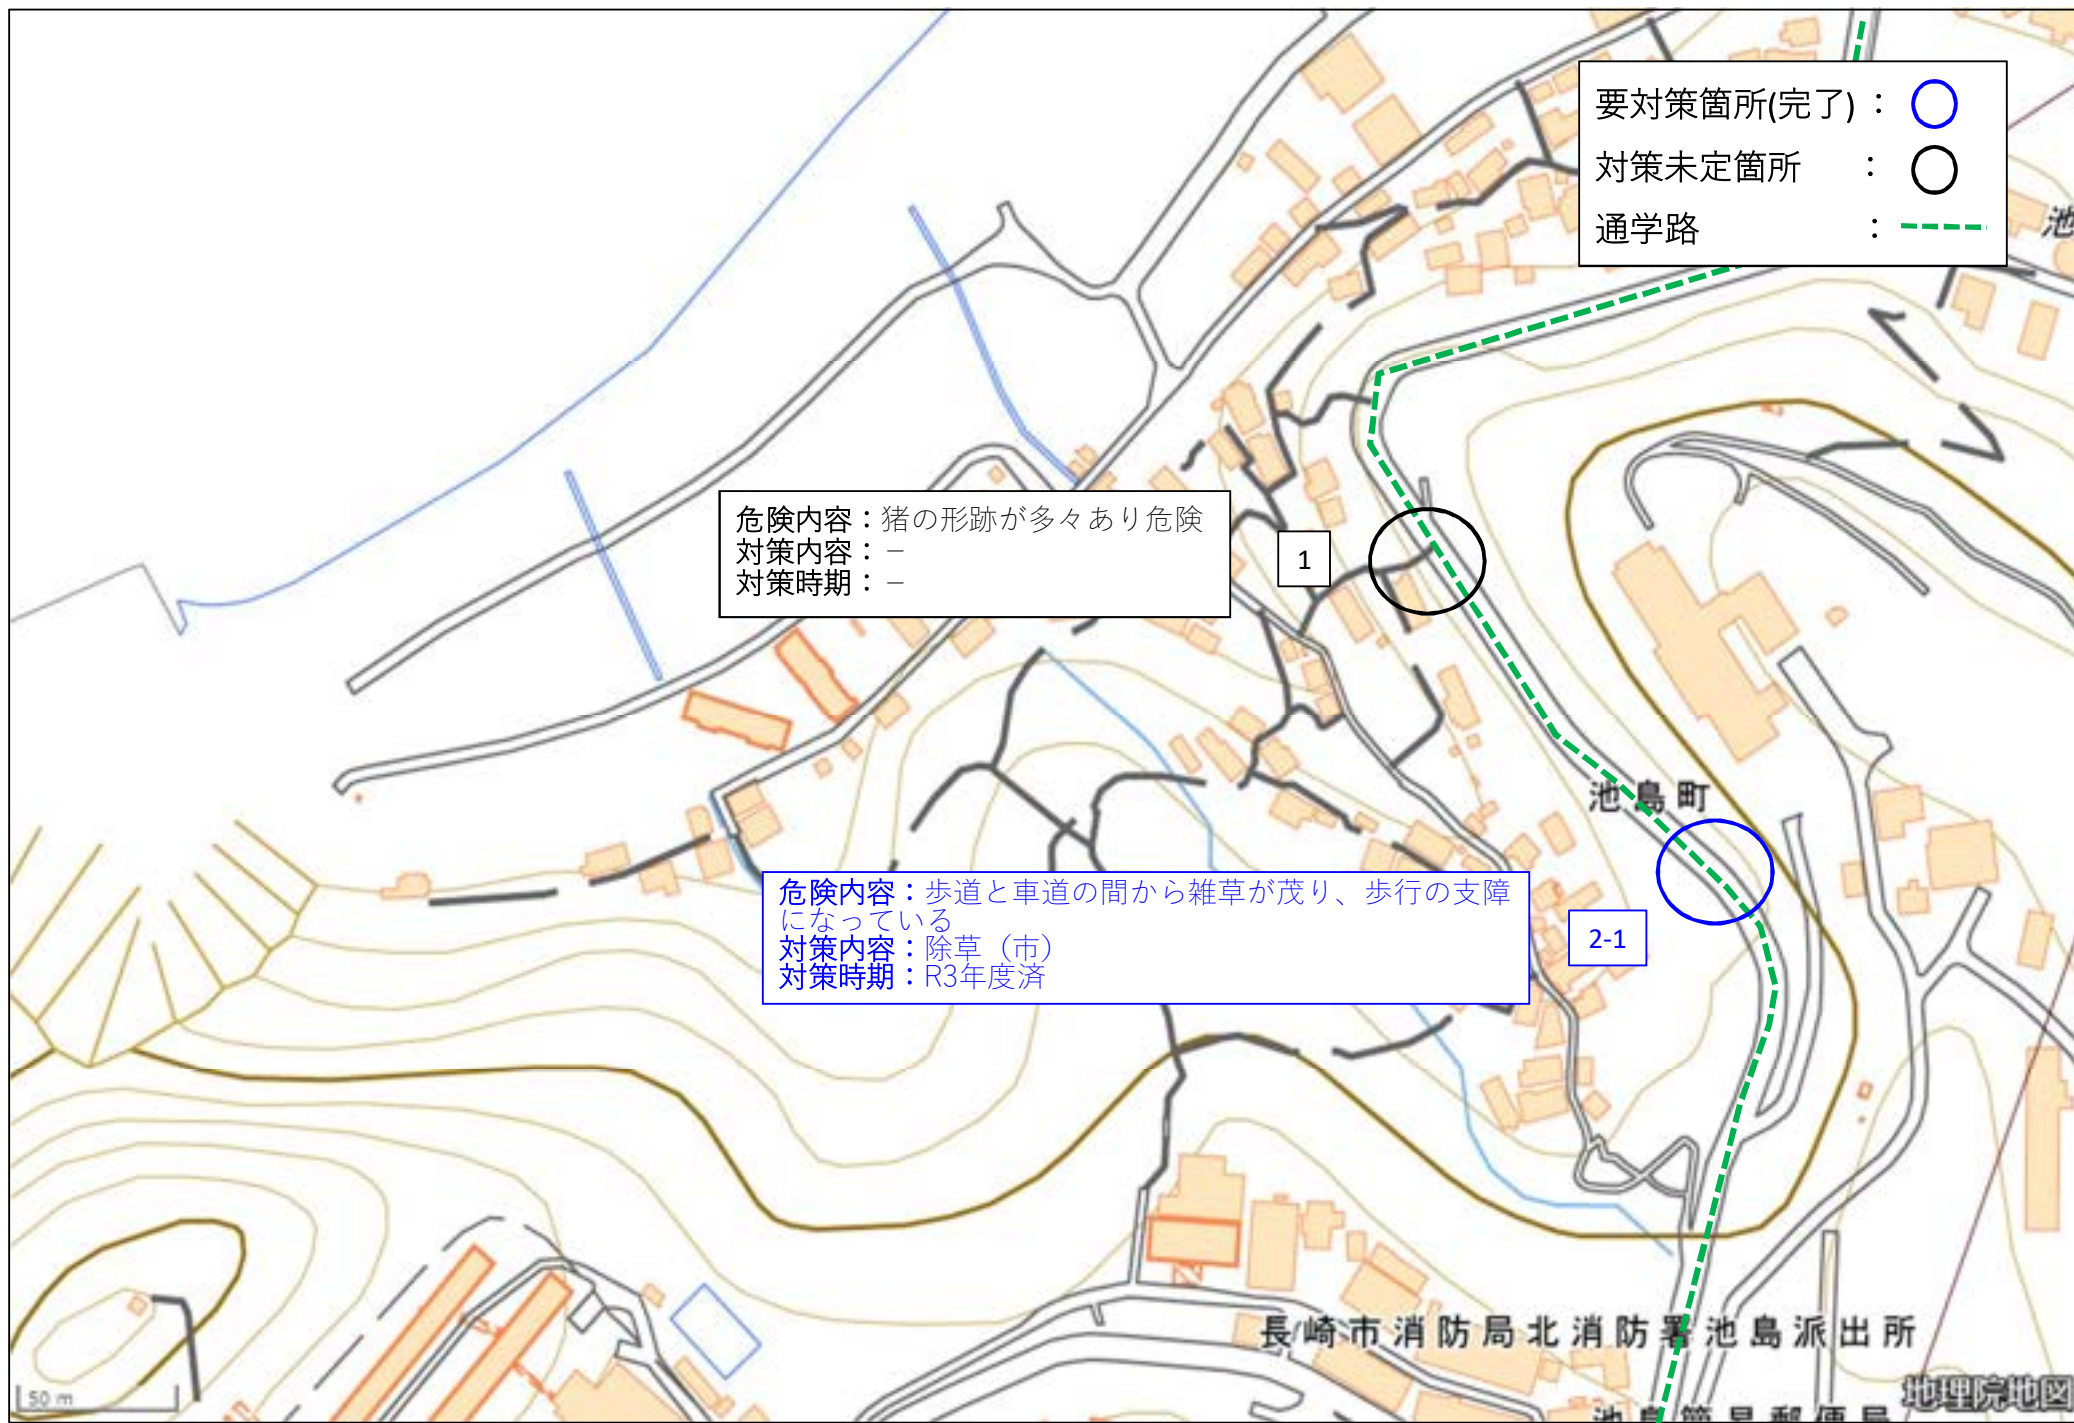 要対策箇所(完了)：
対策未定箇所　　：
通学路　　　　　：
池
危険内容：猪の形跡が多々あり危険
対策内容：－
対策時期：－
1
池島町
危険内容：歩道と車道の間から雑草が茂り、歩行の支障
になっている
対策内容：除草（市）
対策時期：R3年度済
2-1
長崎市消防局北消防署池島派出所
50 m
地理院地図